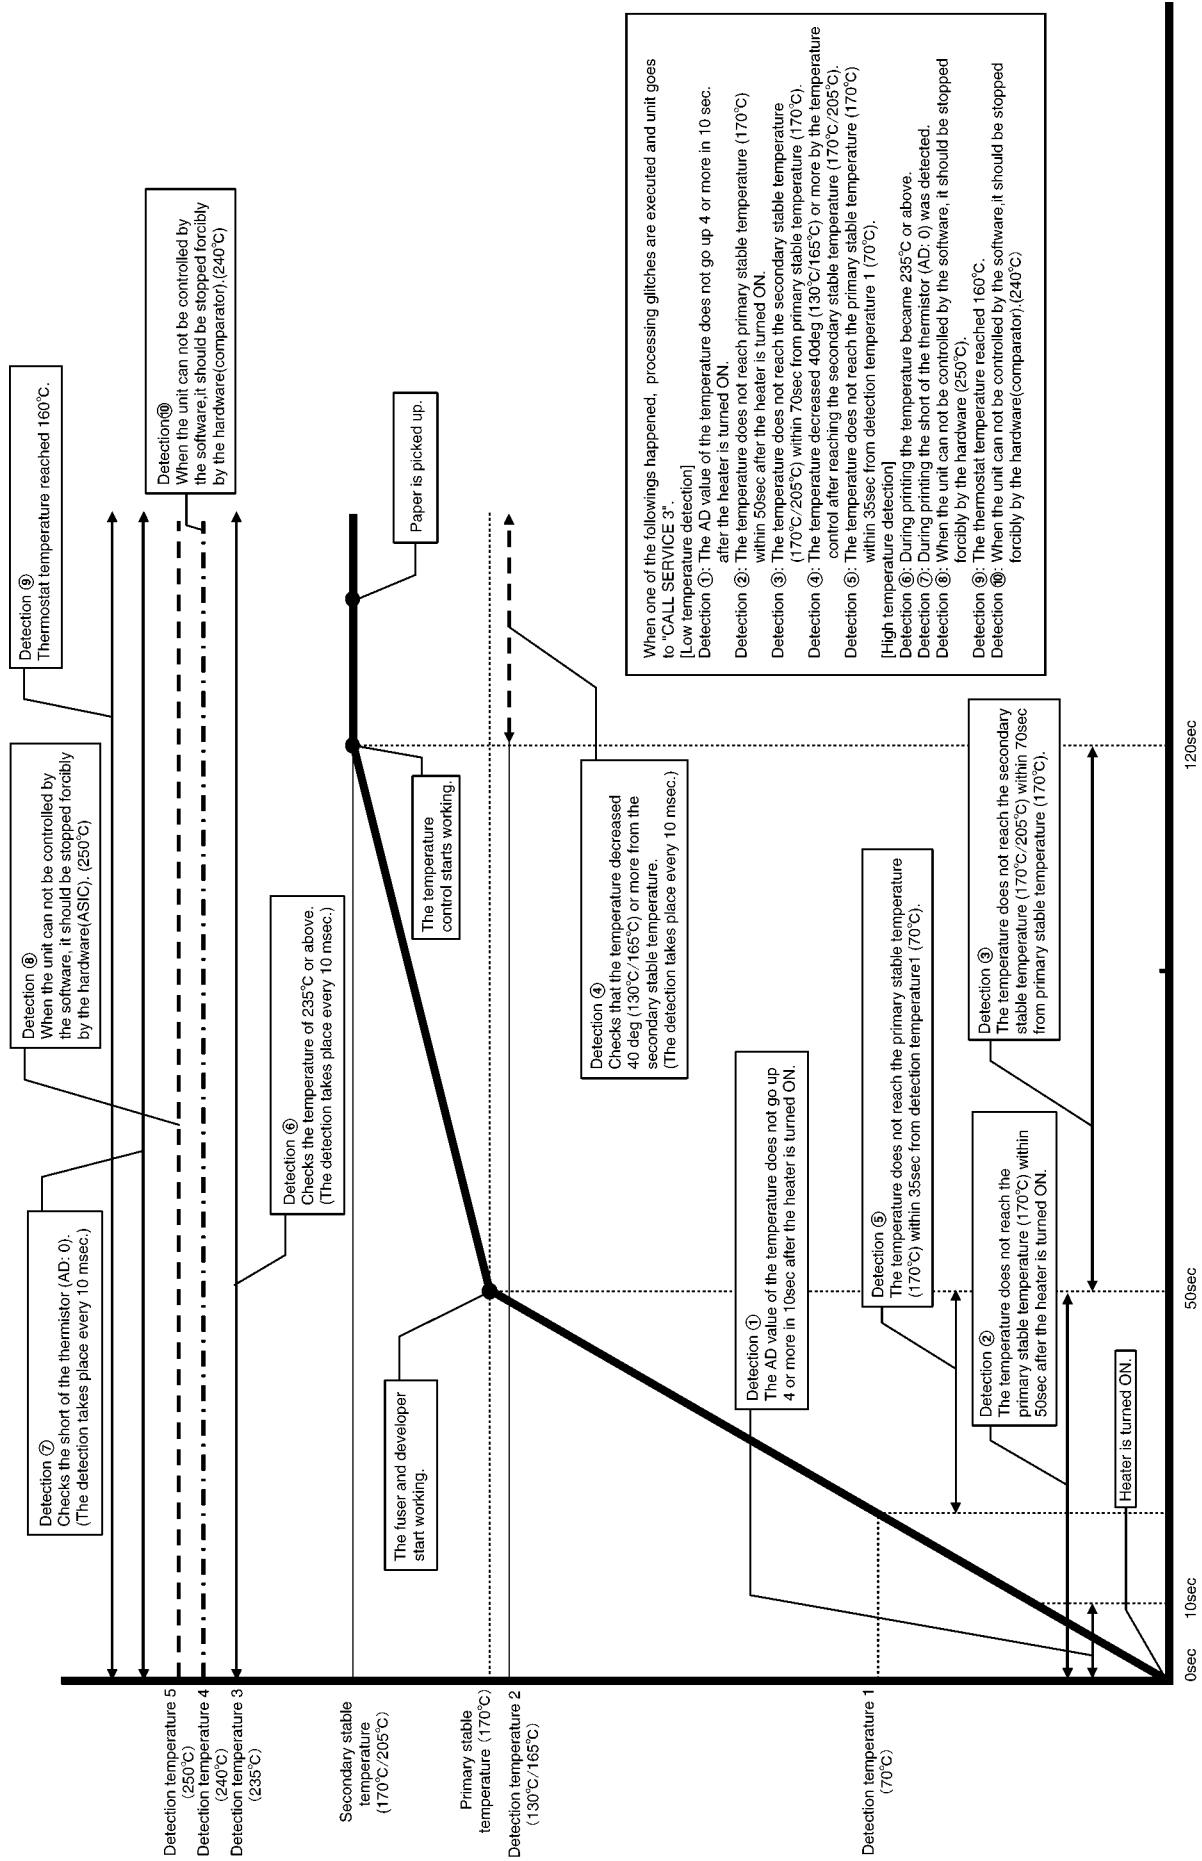 Detection ⑦
Checks the short of the thermistor (AD: 0).
(The detection takes place every 10 msec.)
Detection ⑧
When the unit can not be controlled by
the software, it should be stopped forcibly
by the hardware(ASIC). (250°C)
Detection ⑨
Thermostat temperature reached 160°C.
Detection⑩
When the unit can not be controlled by
the software,it should be stopped forcibly
by the hardware(comparator).(240°C)
Detection ⑥
Checks the temperature of 235°C or above.
(The detection takes place every 10 msec.)
Detection temperature 5
(250°C)
Detection temperature 4
(240°C)
Detection temperature 3
(235°C)
Secondary stable
temperature
(170°C/205°C)
Primary stable
temperature (170°C)
Detection temperature 2
(130°C/165°C)
Detection temperature 1
(70°C)
The fuser and developer
start working.
The temperature
control starts working.
Paper is picked up.
Detection ④
Checks that the temperature decreased
40 deg (130°C/165°C) or more from the
secondary stable temperature.
(The detection takes place every 10 msec.)
Detection ①
The AD value of the temperature does not go up
4 or more in 10sec after the heater is turned ON.
Detection ⑤
The temperature does not reach the primary stable temperature
(170°C) within 35sec from detection temperature1 (70°C).
Detection ②
The temperature does not reach the
primary stable temperature (170°C) within
50sec after the heater is turned ON.
Detection ③
The temperature does not reach the secondary
stable temperature (170°C/205°C) within 70sec
from primary stable temperature (170°C).
Heater is turned ON.
0sec
10sec
50sec
120sec
When one of the followings happened, processing glitches are executed and unit goes
to "CALL SERVICE 3".
[Low temperature detection]
Detection ①: The AD value of the temperature does not go up 4 or more in 10 sec.
after the heater is turned ON.
Detection ②: The temperature does not reach primary stable temperature (170°C)
within 50sec after the heater is turned ON.
Detection ③: The temperature does not reach the secondary stable temperature
(170°C/205°C) within 70sec from primary stable temperature (170°C).
Detection ④: The temperature decreased 40deg (130°C/165°C) or more by the temperature
control after reaching the secondary stable temperature (170°C/205°C).
Detection ⑤: The temperature does not reach the primary stable temperature (170°C)
within 35sec from detection temperature 1 (70°C).
[High temperature detection]
Detection ⑥: During printing the temperature became 235°C or above.
Detection ⑦: During printing the short of the thermistor (AD: 0) was detected.
Detection ⑧: When the unit can not be controlled by the software, it should be stopped
forcibly by the hardware (250°C).
Detection ⑨: The thermostat temperature reached 160°C.
Detection ⑩: When the unit can not be controlled by the software,it should be stopped
forcibly by the hardware(comparator).(240°C)